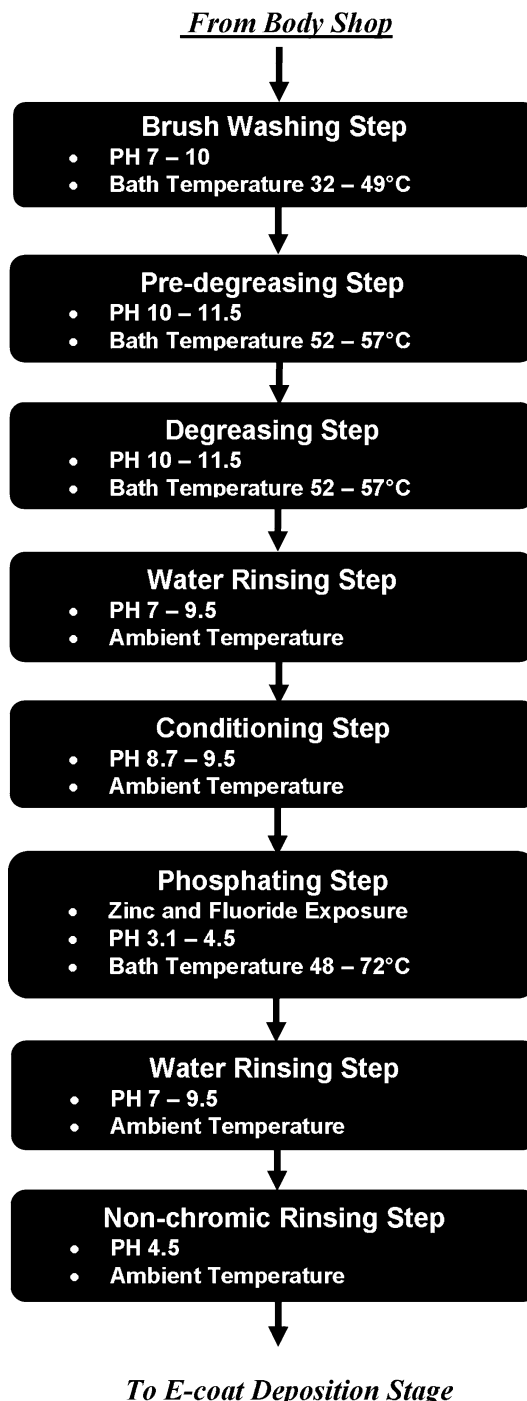 From Body Shop
Brush Washing Step
• PH 7 – 10
• Bath Temperature 32 – 49°C
Pre-degreasing Step
• PH 10 – 11.5
• Bath Temperature 52 – 57°C
Degreasing Step
• PH 10 – 11.5
• Bath Temperature 52 – 57°C
Water Rinsing Step
• PH 7 – 9.5
• Ambient Temperature
Conditioning Step
• PH 8.7 – 9.5
• Ambient Temperature
Phosphating Step
• Zinc and Fluoride Exposure
• PH 3.1 – 4.5
• Bath Temperature 48 – 72°C
Water Rinsing Step
• PH 7 – 9.5
• Ambient Temperature
Non-chromic Rinsing Step
• PH 4.5
• Ambient Temperature
To E-coat Deposition Stage